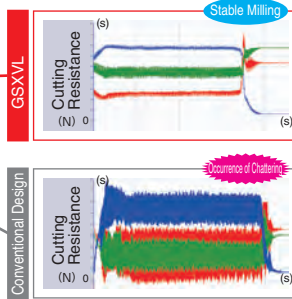 Stable Milling
GSXVL
Cutting
Resistance
(N)
0
(s)
(s)
Occurrence of Chattering
Conventional Design
Cutting
Resistance
(N)
0
(s)
(s)